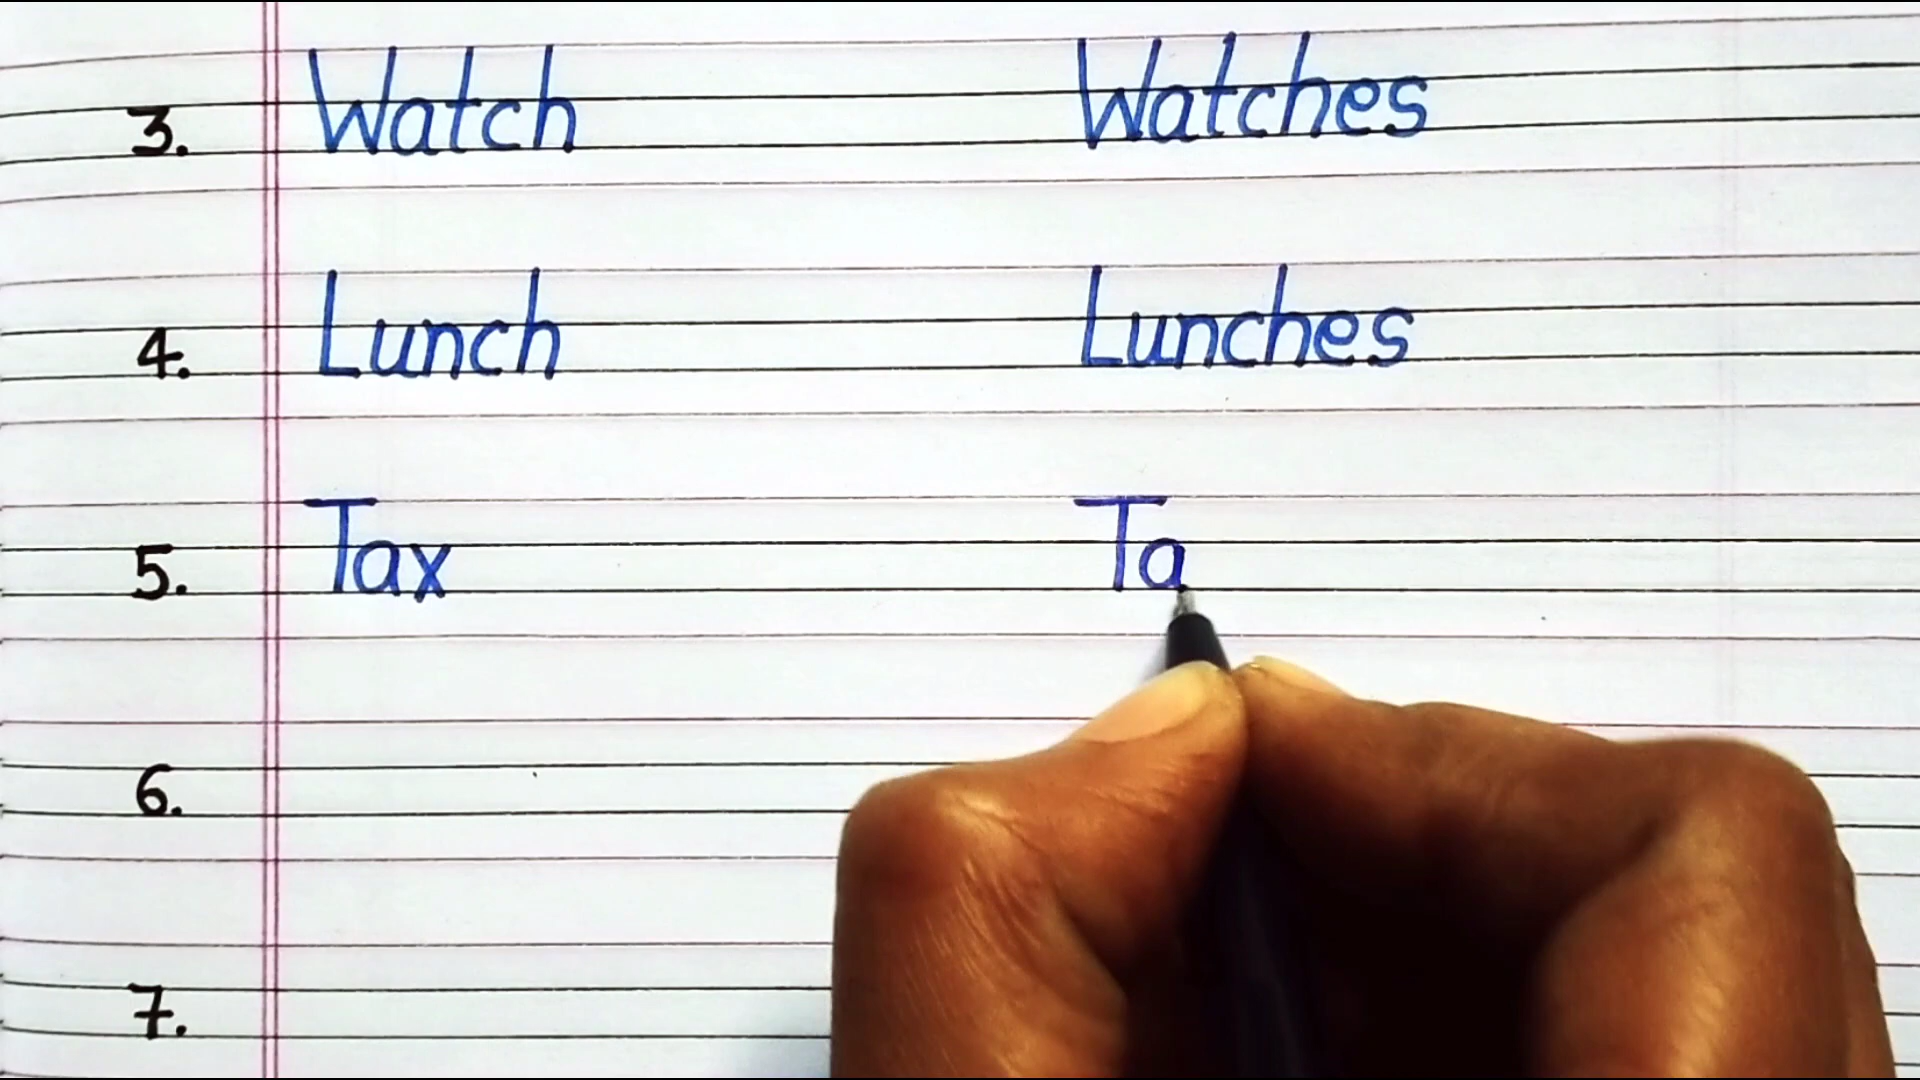 3. Watch Watches
4. Lunch Lunches
5. Tax Ta
6.
7.